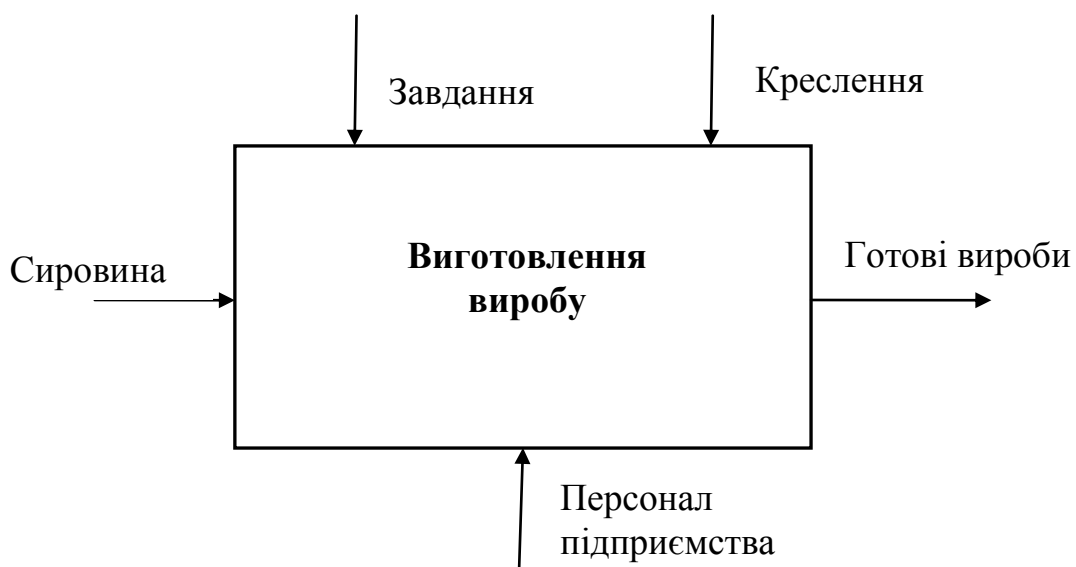 Завдання
Креслення
Сировина
Виготовлення
виробу
Готові вироби
Персонал
підприємства